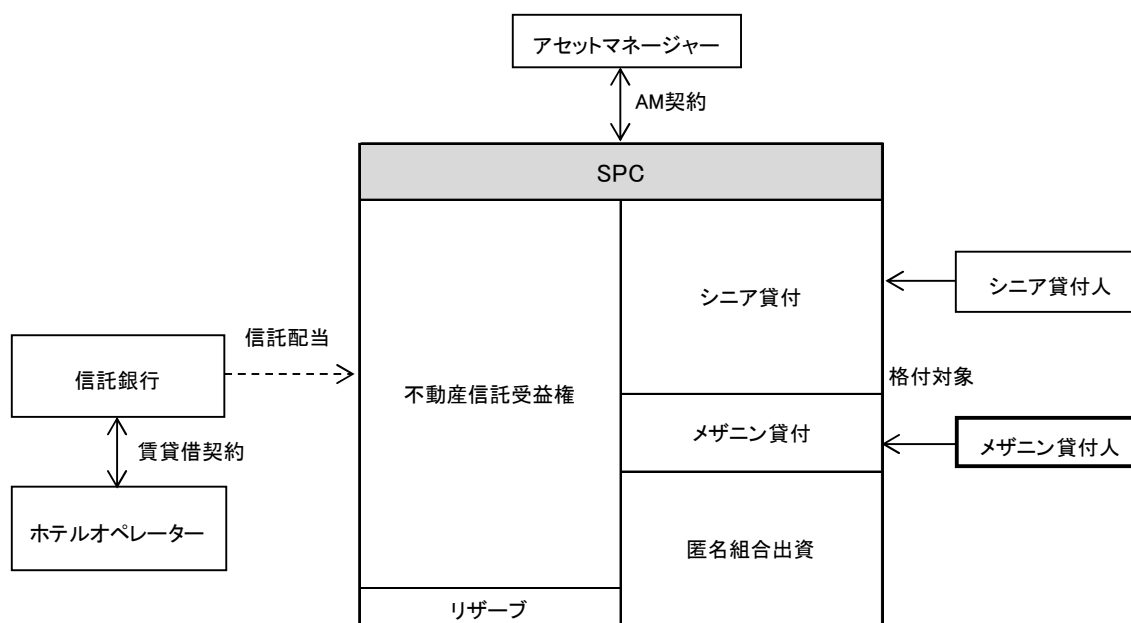 アセットマネージャー
AM契約
SPC
シニア貸付
シニア貸付人
信託配当
信託銀行
不動産信託受益権
格付対象
メザニン貸付
メザニン貸付人
賃貸借契約
ホテルオペレーター
匿名組合出資
リザーブ